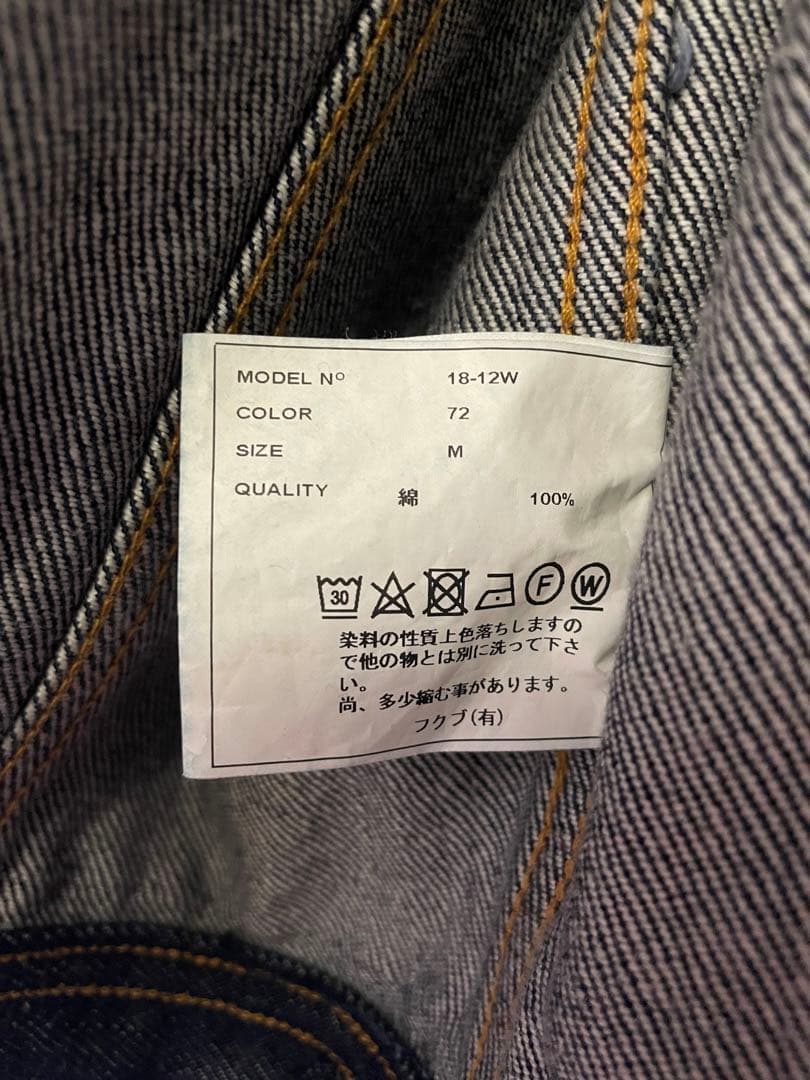 MODEL Nº 18-12W
COLOR 72
SIZE M
QUALITY 綿 100%
30 F W
染料の性質上色落ちしますの
で他の物とは別に洗って下さ
い。
尚、多少縮む事があります。
フクブ(有)